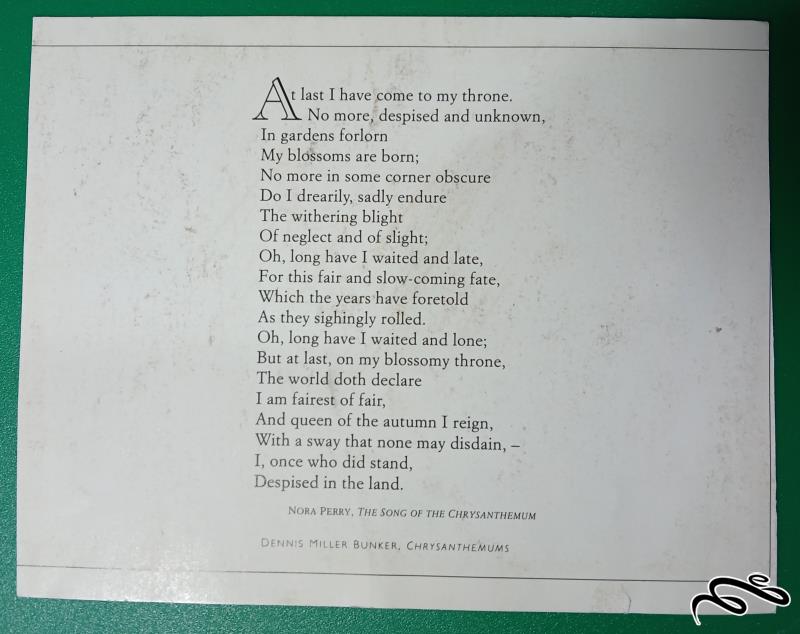 At last I have come to my throne.
No more, despised and unknown,
In gardens forlorn
My blossoms are born;
No more in some corner obscure
Do I drearily, sadly endure
The withering blight
Of neglect and of slight;
Oh, long have I waited and late,
For this fair and slow-coming fate,
Which the years have foretold
As they sighingly rolled.
Oh, long have I waited and lone;
But at last, on my blossomy throne,
The world doth declare
I am fairest of fair,
And queen of the autumn I reign,
With a sway that none may disdain, –
I, once who did stand,
Despised in the land.
NORA PERRY, THE SONG OF THE CHRYSANTHEMUM
DENNIS MILLER BUNKER, CHRYSANTHEMUMS